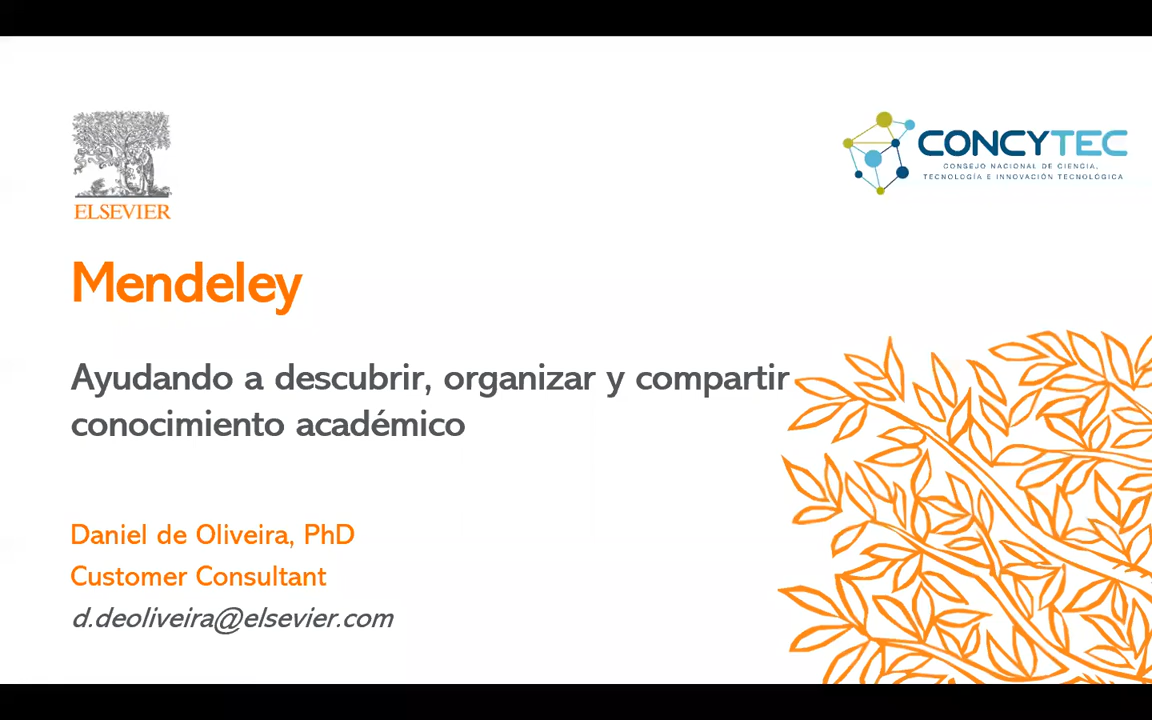 ELSEVIER
CONCYTEC
CONSEJO NACIONAL DE CIENCIA,
TECNOLOGÍA E INNOVACIÓN TECNOLÓGICA
Mendeley
Ayudando a descubrir, organizar y compartir
conocimiento académico
Daniel de Oliveira, PhD
Customer Consultant
d.deoliveira@elsevier.com